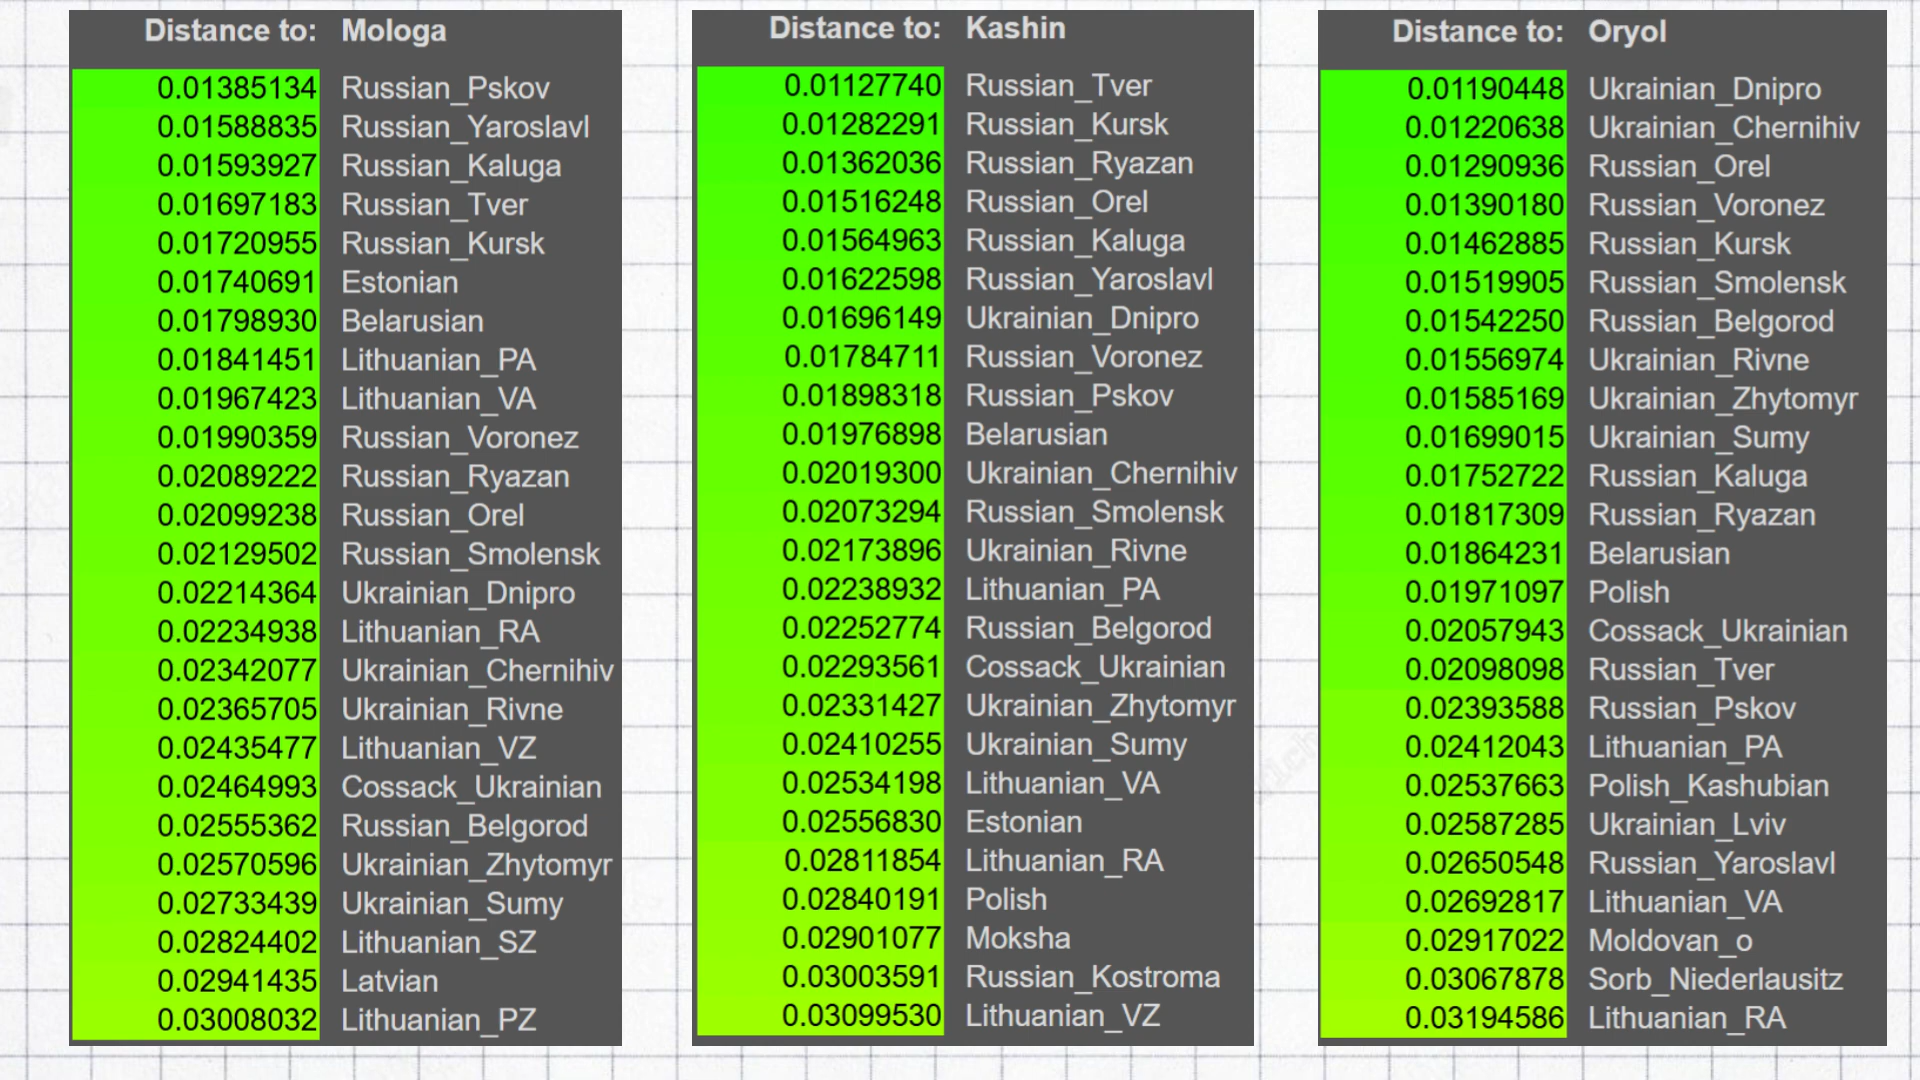 Distance to: Mologa
0.01385134 Russian_Pskov
0.01588835 Russian_Yaroslavl
0.01593927 Russian_Kaluga
0.01697183 Russian_Tver
0.01720955 Russian_Kursk
0.01740691 Estonian
0.01798930 Belarusian
0.01841451 Lithuanian_PA
0.01967423 Lithuanian_VA
0.01990359 Russian_Voronez
0.02089222 Russian_Ryazan
0.02099238 Russian_Orel
0.02129502 Russian_Smolensk
0.02214364 Ukrainian_Dnipro
0.02234938 Lithuanian_RA
0.02342077 Ukrainian_Chernihiv
0.02365705 Ukrainian_Rivne
0.02435477 Lithuanian_VZ
0.02464993 Cossack_Ukrainian
0.02555362 Russian_Belgorod
0.02570596 Ukrainian_Zhytomyr
0.02733439 Ukrainian_Sumy
0.02824402 Lithuanian_SZ
0.02941435 Latvian
0.03008032 Lithuanian_PZ
Distance to: Kashin
0.01127740 Russian_Tver
0.01282291 Russian_Kursk
0.01362036 Russian_Ryazan
0.01516248 Russian_Orel
0.01564963 Russian_Kaluga
0.01622598 Russian_Yaroslavl
0.01696149 Ukrainian_Dnipro
0.01784711 Russian_Voronez
0.01898318 Russian_Pskov
0.01976898 Belarusian
0.02019300 Ukrainian_Chernihiv
0.02073294 Russian_Smolensk
0.02173896 Ukrainian_Rivne
0.02238932 Lithuanian_PA
0.02252774 Russian_Belgorod
0.02293561 Cossack_Ukrainian
0.02331427 Ukrainian_Zhytomyr
0.02410255 Ukrainian_Sumy
0.02534198 Lithuanian_VA
0.02556830 Estonian
0.02811854 Lithuanian_RA
0.02840191 Polish
0.02901077 Moksha
0.03003591 Russian_Kostroma
0.03099530 Lithuanian_VZ
Distance to: Oryol
0.01190448 Ukrainian_Dnipro
0.01220638 Ukrainian_Chernihiv
0.01290936 Russian_Orel
0.01390180 Russian_Voronez
0.01462885 Russian_Kursk
0.01519905 Russian_Smolensk
0.01542250 Russian_Belgorod
0.01556974 Ukrainian_Rivne
0.01585169 Ukrainian_Zhytomyr
0.01699015 Ukrainian_Sumy
0.01752722 Russian_Kaluga
0.01817309 Russian_Ryazan
0.01864231 Belarusian
0.01971097 Polish
0.02057943 Cossack_Ukrainian
0.02098098 Russian_Tver
0.02393588 Russian_Pskov
0.02412043 Lithuanian_PA
0.02537663 Polish_Kashubian
0.02587285 Ukrainian_Lviv
0.02650548 Russian_Yaroslavl
0.02692817 Lithuanian_VA
0.02917022 Moldovan_o
0.03067878 Sorb_Niederlausitz
0.03194586 Lithuanian_RA